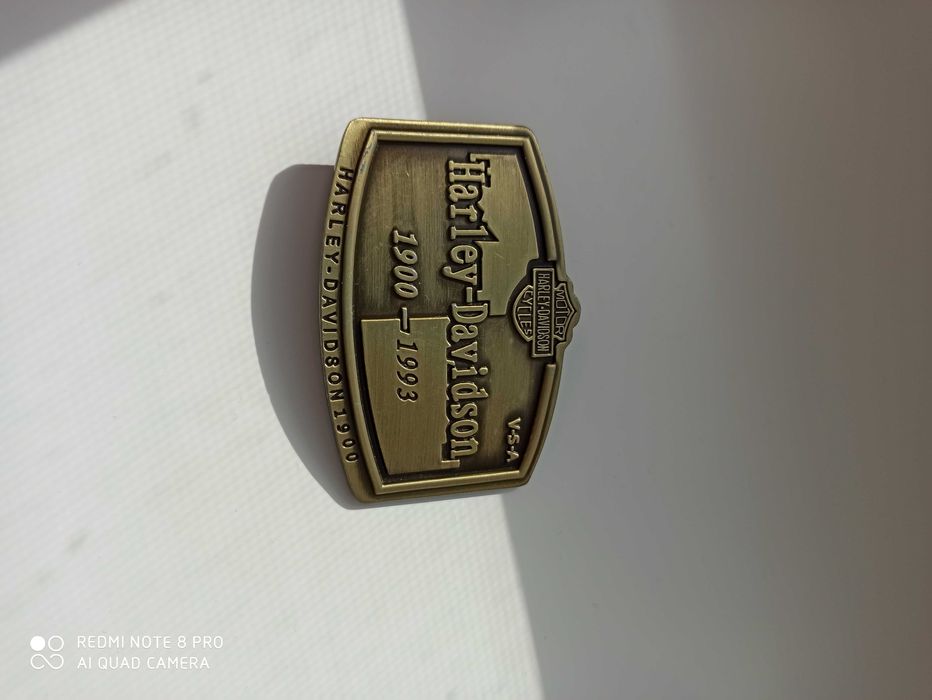 MOTOR
HARLEY-DAVIDSON
CYCLES
V-S-A
Harley-Davidson
1900 - 1993
HARLEY-DAVIDSON 1900
REDMI NOTE 8 PRO
AI QUAD CAMERA